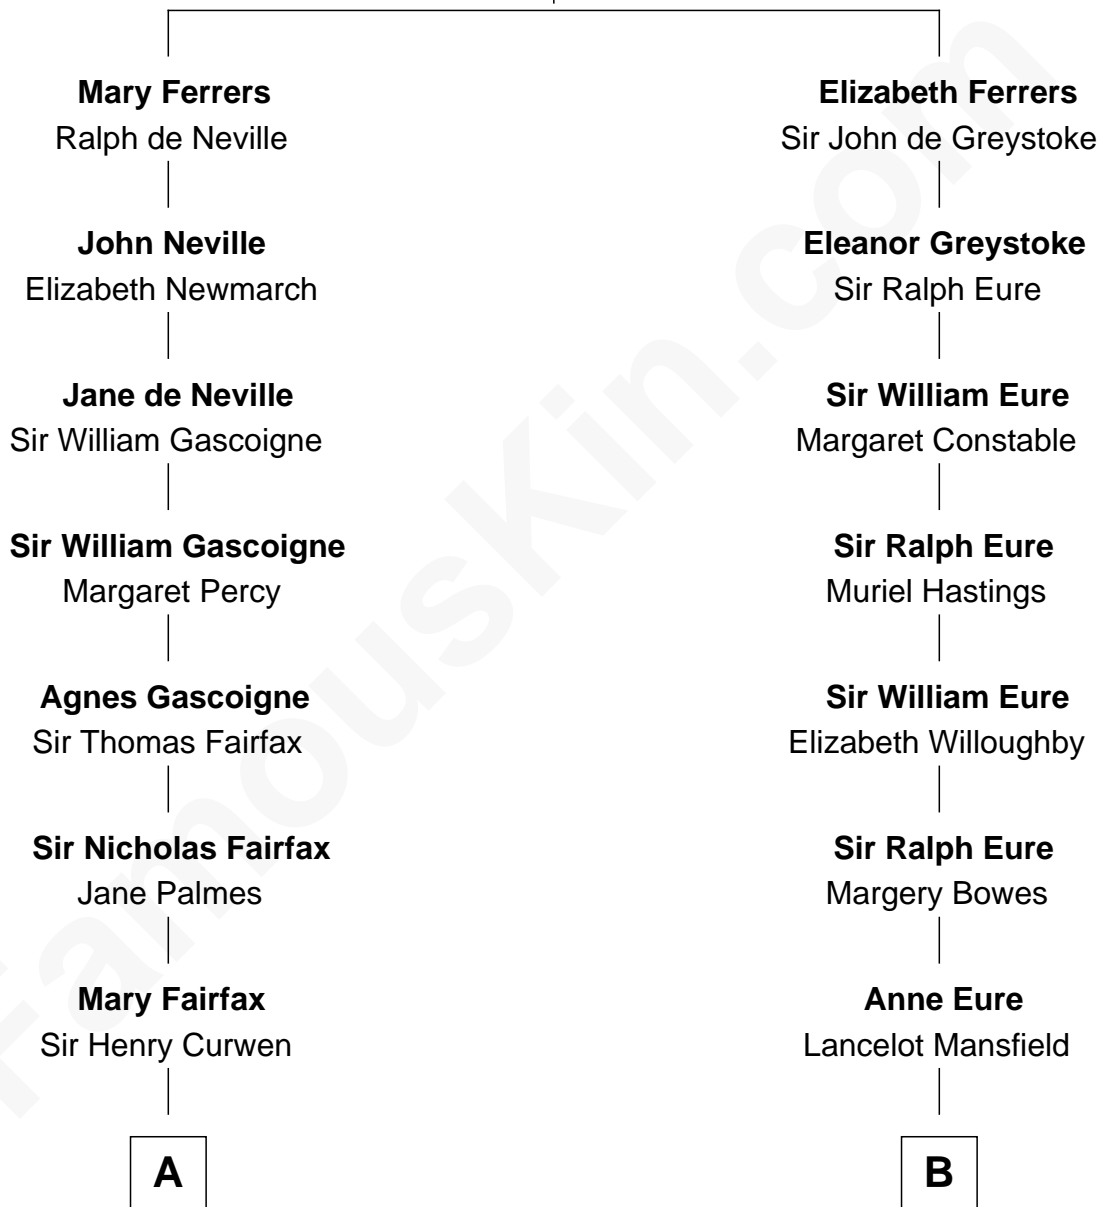 Mary Ferrers
Ralph de Neville
John Neville
Elizabeth Newmarch
Jane de Neville
Sir William Gascoigne
Sir William Gascoigne
Margaret Percy
Agnes Gascoigne
Sir Thomas Fairfax
Sir Nicholas Fairfax
Jane Palmes
Mary Fairfax
Sir Henry Curwen
A
Elizabeth Ferrers
Sir John de Greystoke
Eleanor Greystoke
Sir Ralph Eure
Sir William Eure
Margaret Constable
Sir Ralph Eure
Muriel Hastings
Sir William Eure
Elizabeth Willoughby
Sir Ralph Eure
Margery Bowes
Anne Eure
Lancelot Mansfield
B
FamousKin.com